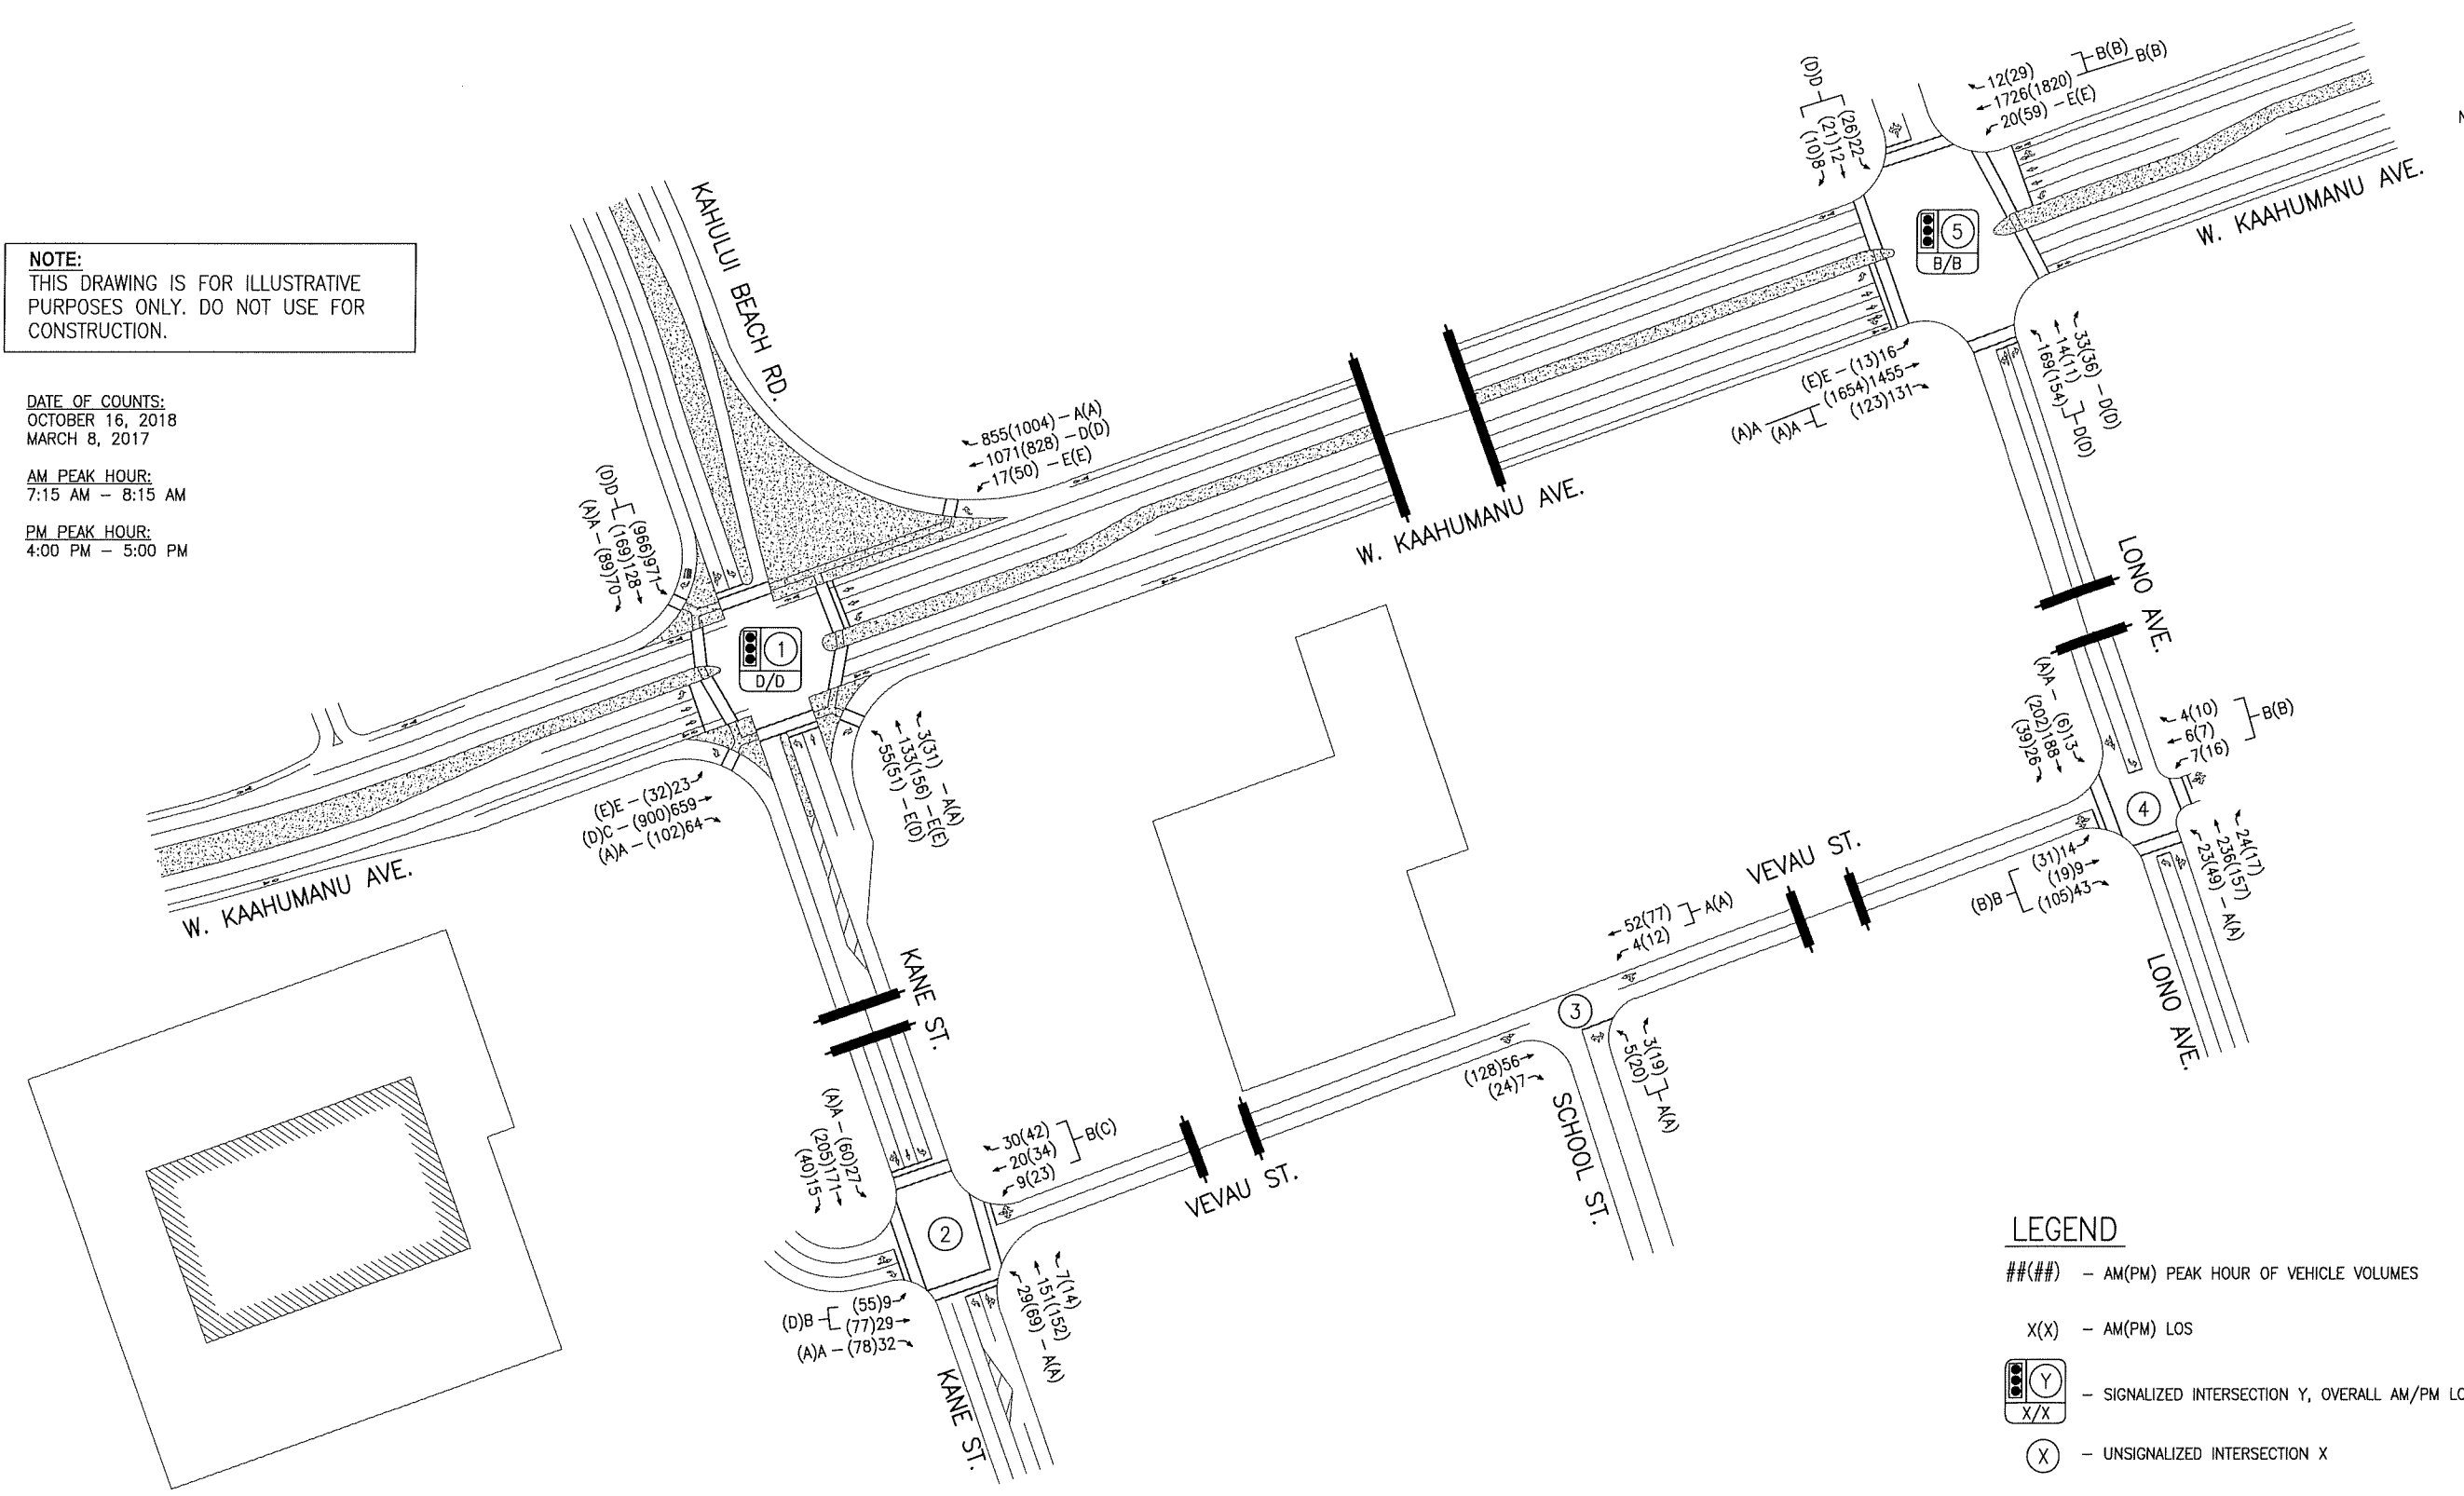 NOTE:
THIS DRAWING IS FOR ILLUSTRATIVE
PURPOSES ONLY. DO NOT USE FOR
CONSTRUCTION.
DATE OF COUNTS:
OCTOBER 16, 2018
MARCH 8, 2017
AM PEAK HOUR:
7:15 AM – 8:15 AM
PM PEAK HOUR:
4:00 PM – 5:00 PM
KAHULUI BEACH RD.
855(1004) – A(A)
1071(828) – D(D)
17(50) – E(E)
(D)D
(966)971
(169)128
(A)A – (89)70
1
D/D
3(31) – A(A)
133(156) – E(E)
55(51) – E(D)
(E)E – (32)23
(D)C – (900)659
(A)A – (102)64
W. KAAHUMANU AVE.
W. KAAHUMANU AVE.
(D)D
(26)22
(21)12
(10)8
12(29)
1726(1820)
B(B)
B(B)
20(59) – E(E)
N
5
B/B
W. KAAHUMANU AVE.
(E)E – (13)16
(1654)1455
(A)A
(A)A
(123)131
33(36) – D(D)
14(11)
169(154)
D(D)
LONO AVE.
(A)A – (6)13
(202)188
(39)26
4(10)
6(7)
7(16)
B(B)
4
24(17)
236(157)
23(49) – A(A)
(31)14
(19)9
(105)43
(B)B
LONO AVE.
VEVAU ST.
52(77)
4(12)
A(A)
3
(128)56
(24)7
3(19)
5(20)
A(A)
SCHOOL ST.
KANE ST.
(A)A – (60)27
(205)171
(40)15
30(42)
20(34)
9(23)
B(C)
VEVAU ST.
2
(55)9
(77)29
(D)B
(A)A – (78)32
7(14)
151(152)
29(69) – A(A)
KANE ST.
LEGEND
##(##) – AM(PM) PEAK HOUR OF VEHICLE VOLUMES
X(X) – AM(PM) LOS
Y
X/X
– SIGNALIZED INTERSECTION Y, OVERALL AM/PM LO
X – UNSIGNALIZED INTERSECTION X